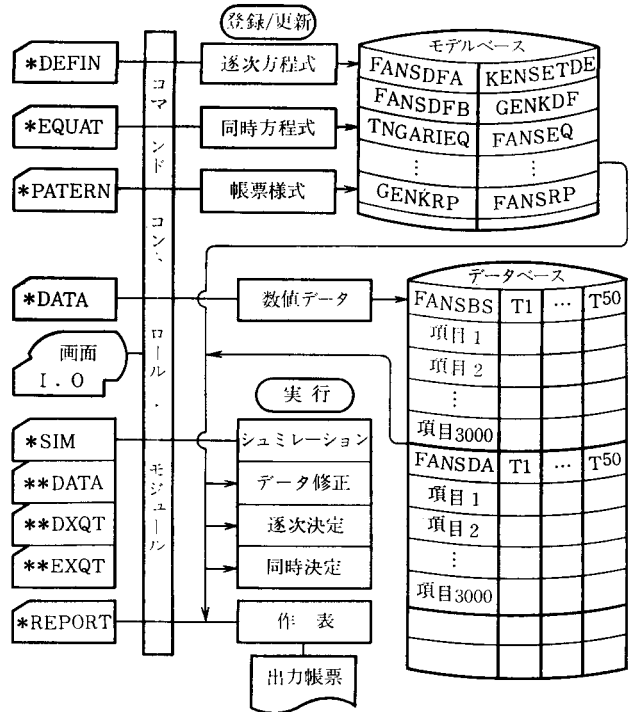 登録/更新
*DEFIN
逐次方程式
*EQUAT
同時方程式
*PATERN
帳票様式
*DATA
数値データ
画面
I.O
実行
*SIM
シュミレーション
**DATA
データ修正
**DXQT
逐次決定
**EXQT
同時決定
*REPORT
作表
出力帳票
コマンド コントロール・モジュール
モデルベース
FANSDFA KENSETDE
FANSDFB GENKDF
TNGARIEQ FANSEQ
⋮ ⋮
GENKRP FANSRP
データベース
FANSBS T1 … T50
項目1
項目2
⋮
項目3000
FANSDA T1 … T50
項目1
項目2
⋮
項目3000